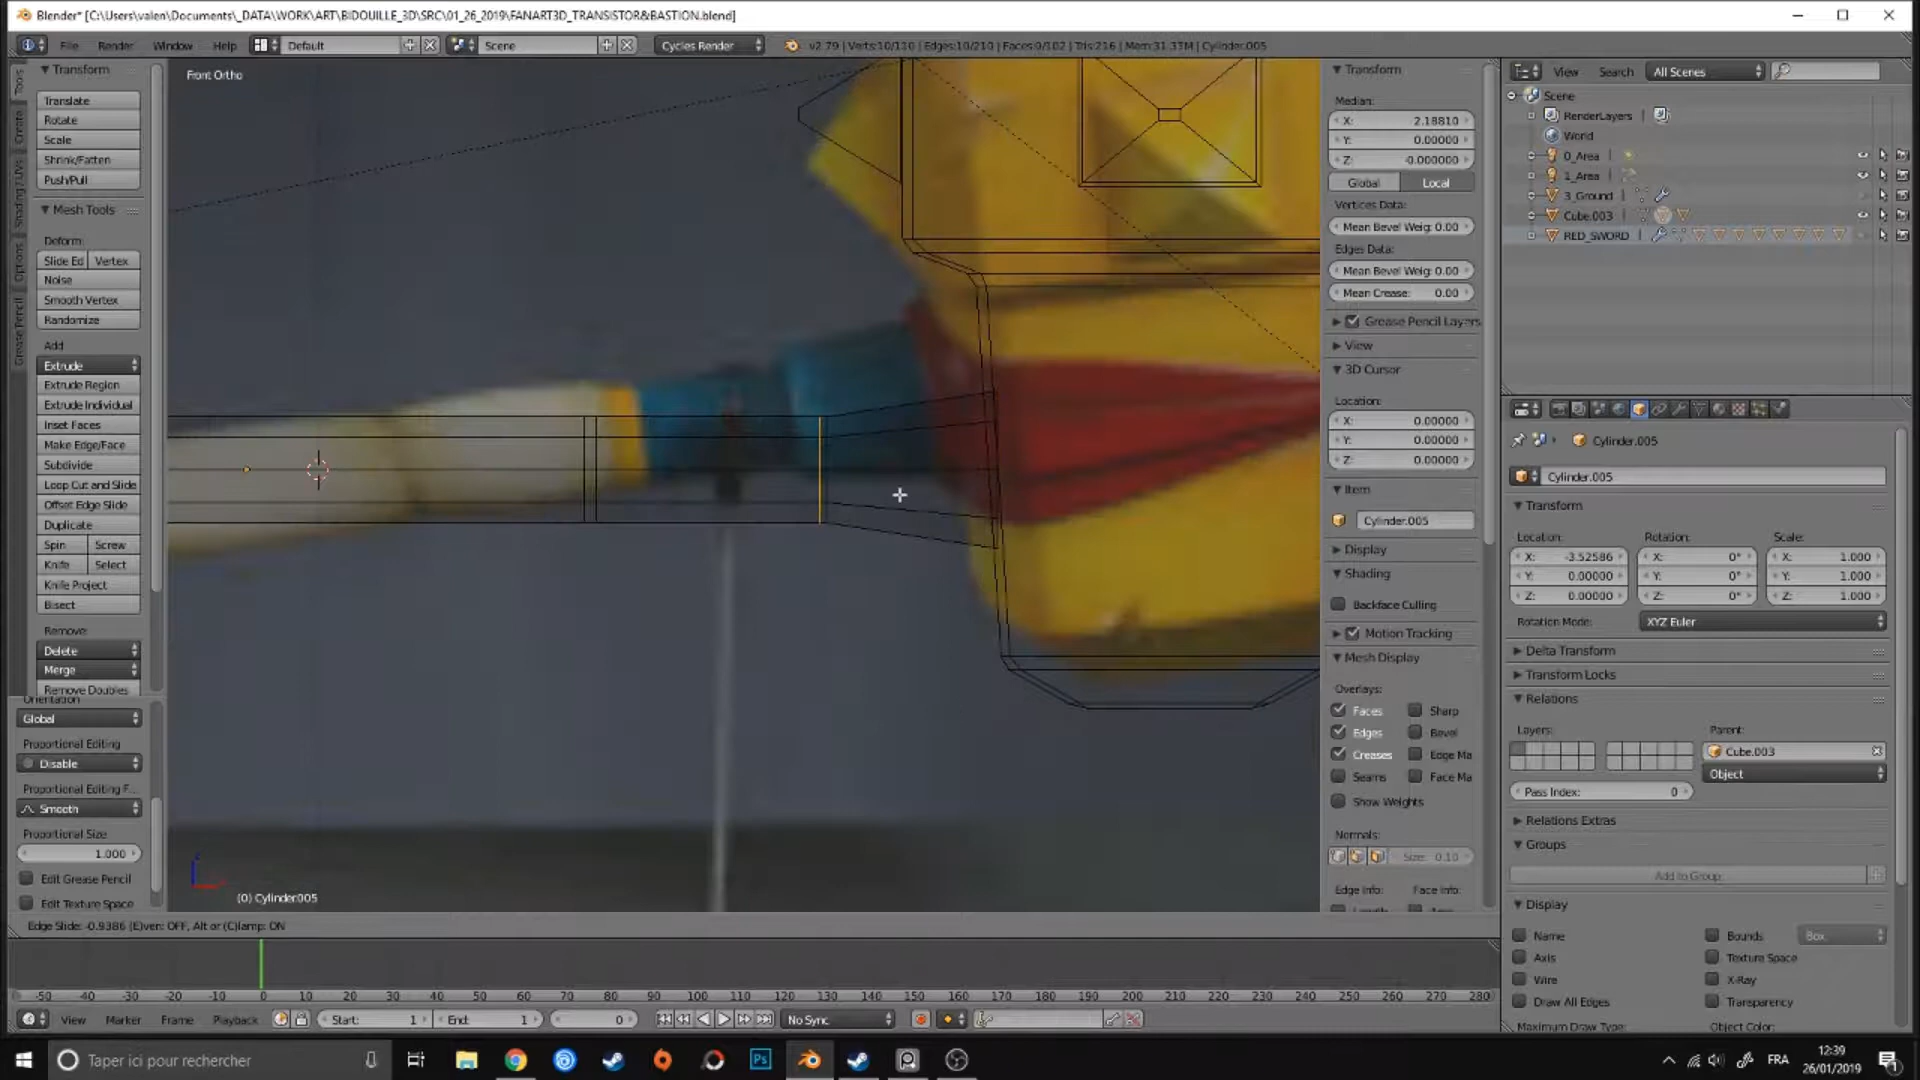 Blender* [C:\Users\valen\Documents\_DATA\WORK\ART\BIDOUILLE_3D\SRC\01_26_2019\FANART3D_TRANSISTOR&BASTION.blend]
File Render Window Help Default Scene Cycles Render v2.79 | Verts:10/110 | Edges:10/210 | Faces:0/102 | Tris:216 | Mem:31.33M | Cylinder.005
Tools
Create
Shading / UVs
Options
Grease Pencil
Transform
Translate
Rotate
Scale
Shrink/Fatten
Push/Pull
Mesh Tools
Deform:
Slide Ed Vertex
Noise
Smooth Vertex
Randomize
Add
Extrude
Extrude Region
Extrude Individual
Inset Faces
Make Edge/Face
Subdivide
Loop Cut and Slide
Offset Edge Slide
Duplicate
Spin Screw
Knife Select
Knife Project
Bisect
Remove:
Delete
Merge
Remove Doubles
Orientation
Global
Proportional Editing
Disable
Proportional Editing F...
Smooth
Proportional Size
1.000
Edit Grease Pencil
Edit Texture Space
Front Ortho
(0) Cylinder.005
Edge Slide: -0.9386 (E)ven: OFF, Alt or (C)lamp: ON
Transform
Median:
X: 2.18810
Y: 0.00000
Z: -0.000000
Global Local
Vertices Data:
Mean Bevel Weig: 0.00
Edges Data:
Mean Bevel Weig: 0.00
Mean Crease: 0.00
Grease Pencil Layers
View
3D Cursor
Location:
X: 0.00000
Y: 0.00000
Z: 0.00000
Item
Cylinder.005
Display
Shading
Backface Culling
Motion Tracking
Mesh Display
Overlays:
Faces Sharp
Edges Bevel
Creases Edge Ma
Seams Face Ma
Show Weights
Normals:
Size: 0.10
Edge Info: Face Info:
View Search All Scenes
Scene
RenderLayers
World
0_Area
1_Area
3_Ground
Cube.003
RED_SWORD
Cylinder.005
Cylinder.005
Transform
Location: Rotation: Scale:
X: -3.52586 X: 0° X: 1.000
Y: 0.00000 Y: 0° Y: 1.000
Z: 0.00000 Z: 0° Z: 1.000
Rotation Mode: XYZ Euler
Delta Transform
Transform Locks
Relations
Layers: Parent:
Cube.003
Object
Pass Index: 0
Relations Extras
Groups
Add to Group
Display
Name Bounds Box
Axis Texture Space
Wire X-Ray
Draw All Edges Transparency
Maximum Draw Type: Object Color:
-50 -40 -30 -20 -10 0 10 20 30 40 50 60 70 80 90 100 110 120 130 140 150 160 170 180 190 200 210 220 230 240 250 260 270 280
View Marker Frame Playback Start: 1 End: 1 0 No Sync
Taper ici pour rechercher
FRA
12:39
26/01/2019